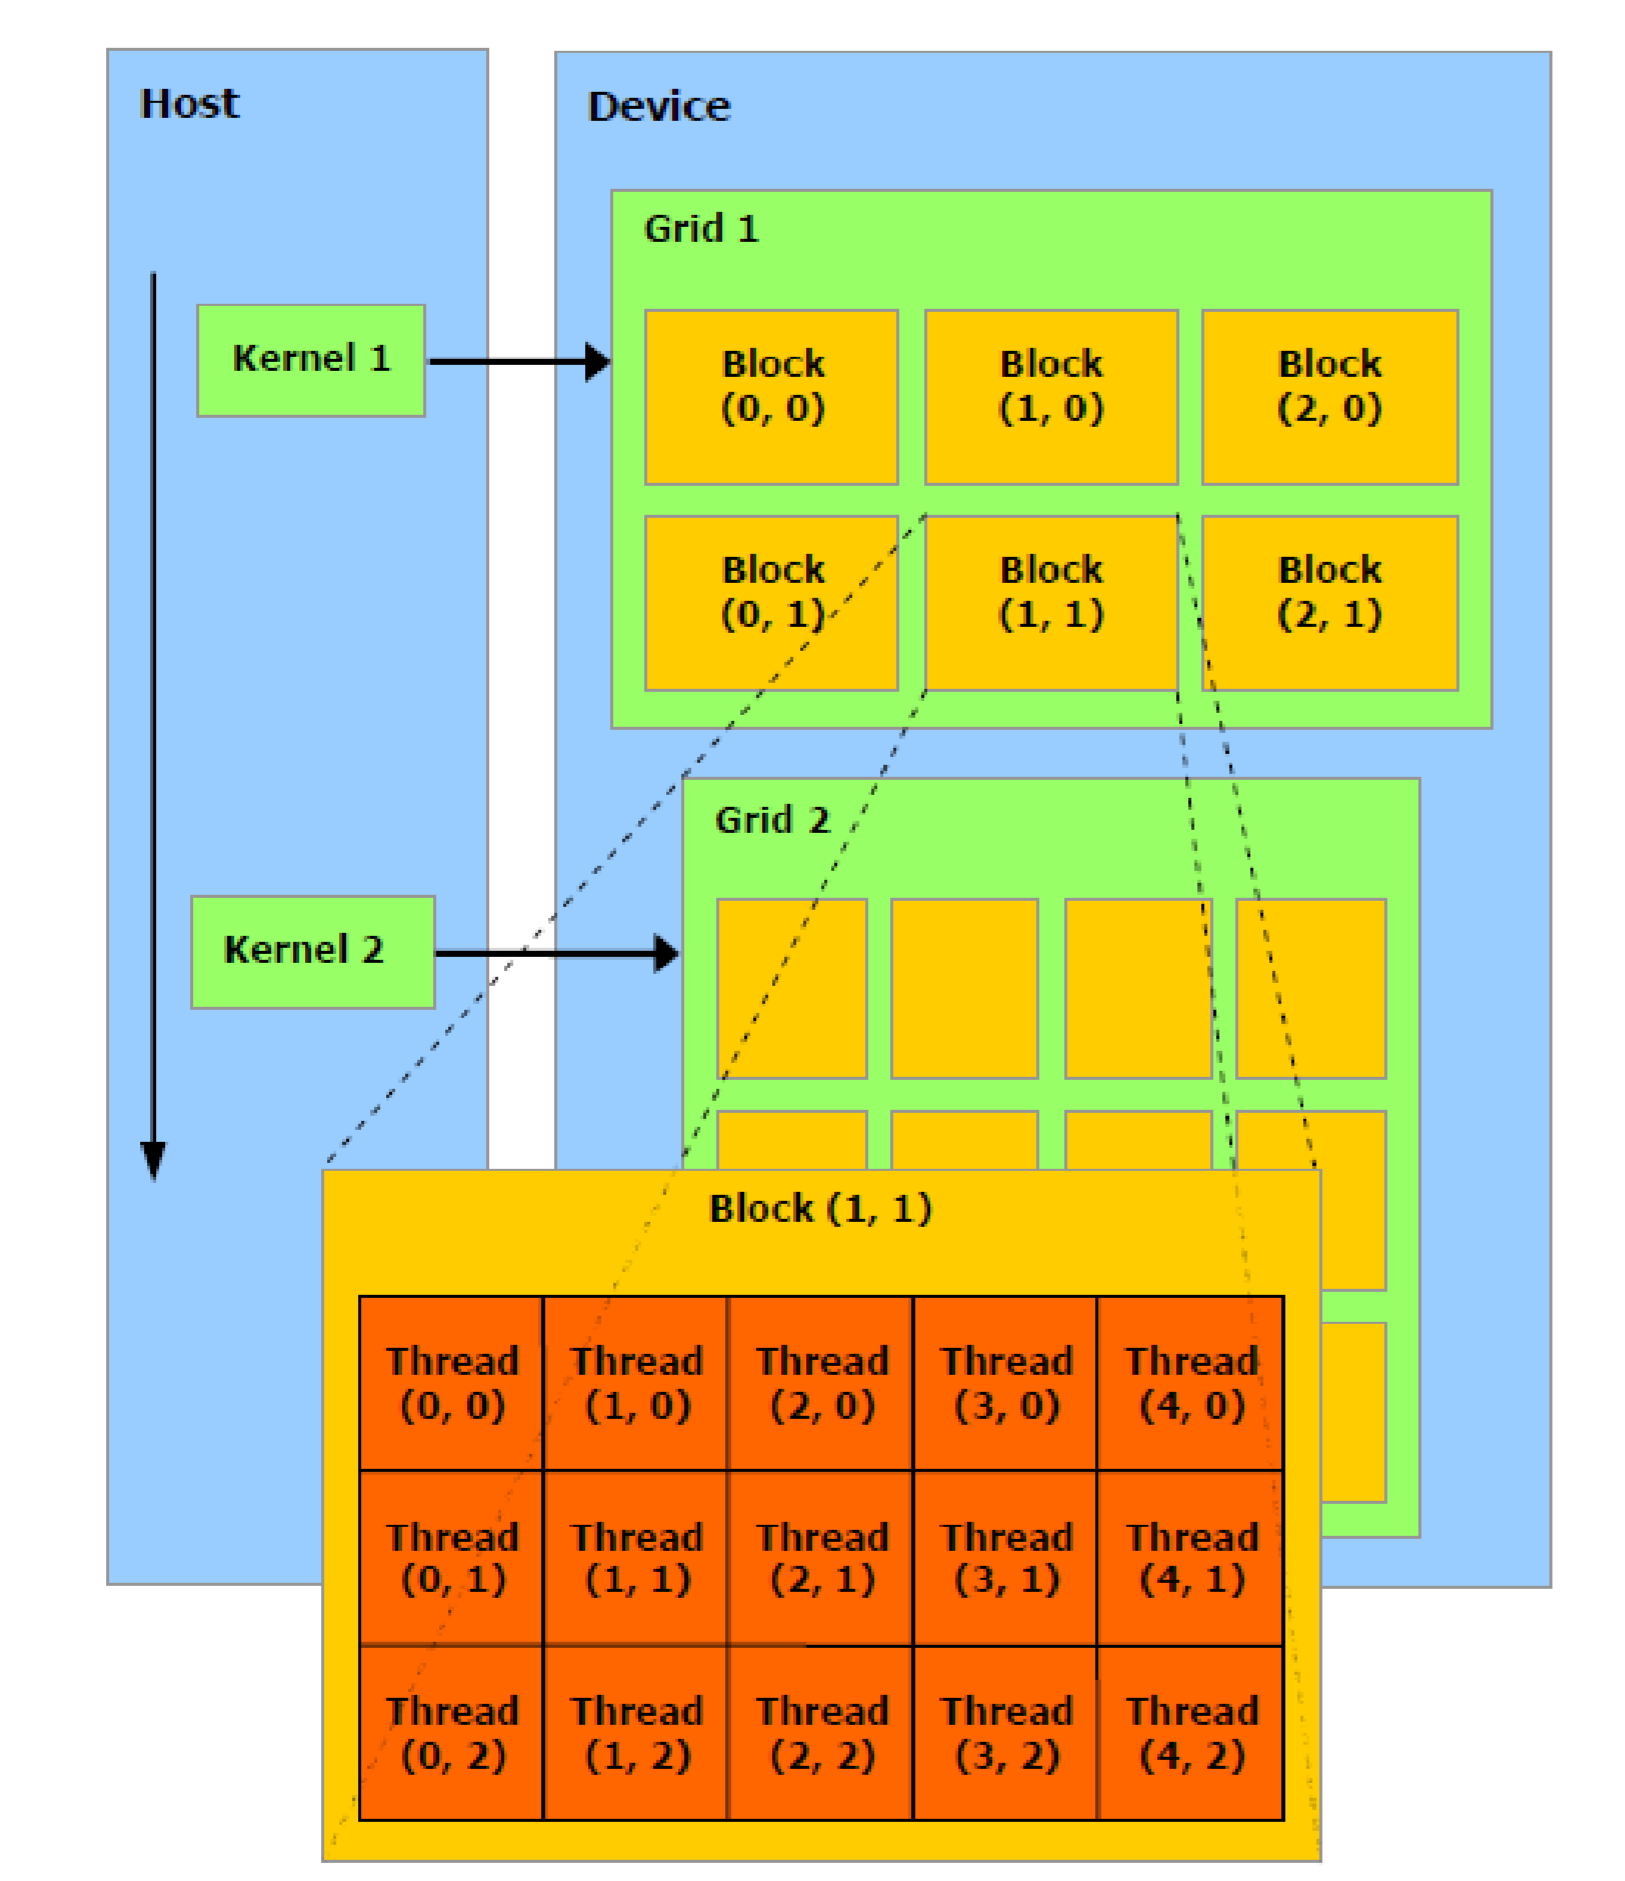 Host
Device
Grid 1
Kernel 1
Block
(0, 0)
Block
(1, 0)
Block
(2, 0)
Block
(0, 1)
Block
(1, 1)
Block
(2, 1)
Grid 2
Kernel 2
Block (1, 1)
Thread
(0, 0)
Thread
(1, 0)
Thread
(2, 0)
Thread
(3, 0)
Thread
(4, 0)
Thread
(0, 1)
Thread
(1, 1)
Thread
(2, 1)
Thread
(3, 1)
Thread
(4, 1)
Thread
(0, 2)
Thread
(1, 2)
Thread
(2, 2)
Thread
(3, 2)
Thread
(4, 2)